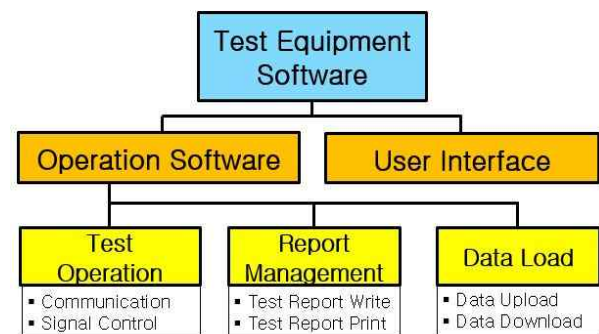 Test Equipment
Software
Operation Software
User Interface
Test
Operation
Report
Management
Data Load
▪ Communication
▪ Signal Control
▪ Test Report Write
▪ Test Report Print
▪ Data Upload
▪ Data Download